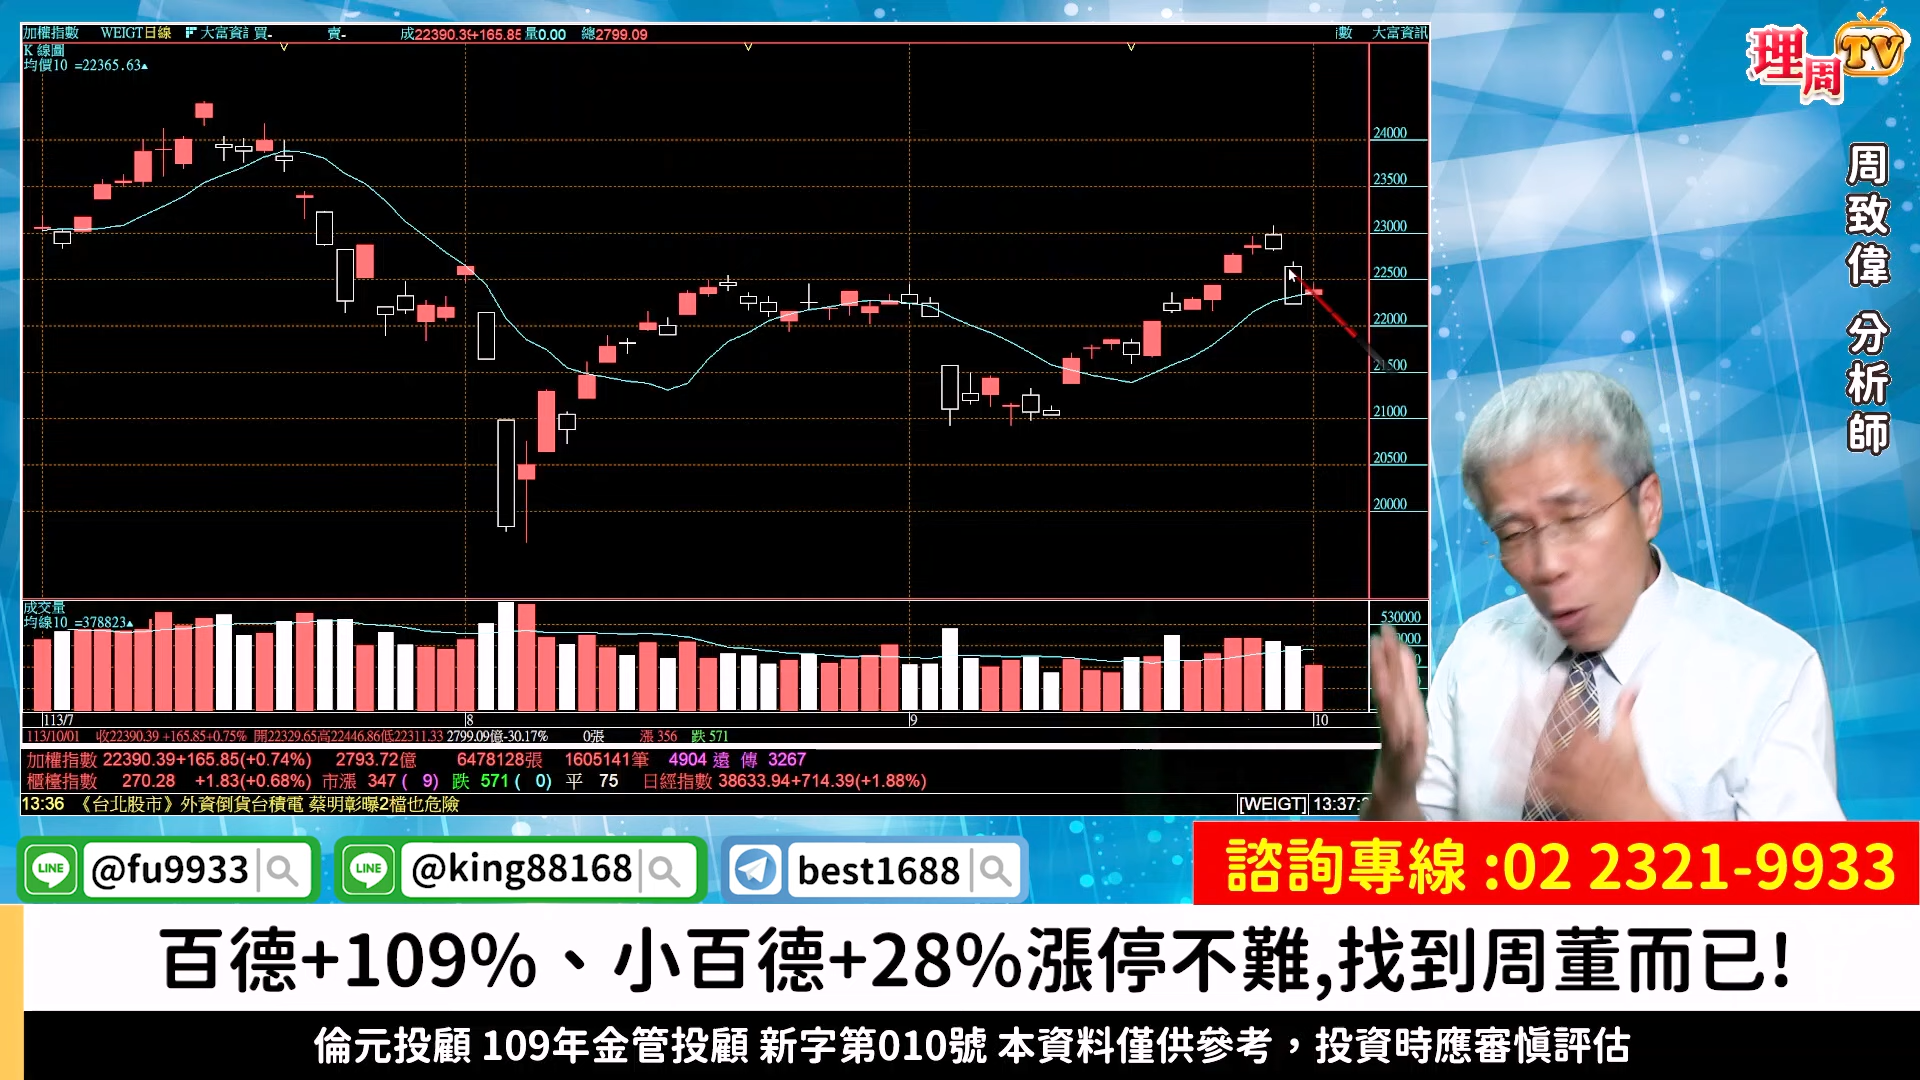 加權指數 WEIGT日線 大富資訊 買- 賣- 成22390.39+165.85 量0.00 總2799.09 數 大富資訊
K 線圖
均價10 =22365.63▲
24000
23500
23000
22500
22000
21500
21000
20500
20000
成交量
均線10 =378823▲
530000
113/7 8 9 10
113/10/01 收22390.39 +165.85+0.75% 開22329.65高22446.86低22311.33 2799.09億-30.17% 0張 漲 356 跌 571
加權指數 22390.39+165.85(+0.74%) 2793.72億 6478128張 1605141筆 4904 遠 傳 3267
櫃檯指數 270.28 +1.83(+0.68%) 市漲 347 ( 9) 跌 571 ( 0) 平 75 日經指數 38633.94+714.39(+1.88%)
13:36 《台北股市》外資倒貨台積電 蔡明彰曝2檔也危險 [WEIGT] 13:37:
理周TV
周致偉 分析師
LINE @fu9933
LINE @king88168
best1688
諮詢專線 :02 2321-9933
百德+109%、小百德+28%漲停不難,找到周董而已!
倫元投顧 109年金管投顧 新字第010號 本資料僅供參考，投資時應審慎評估